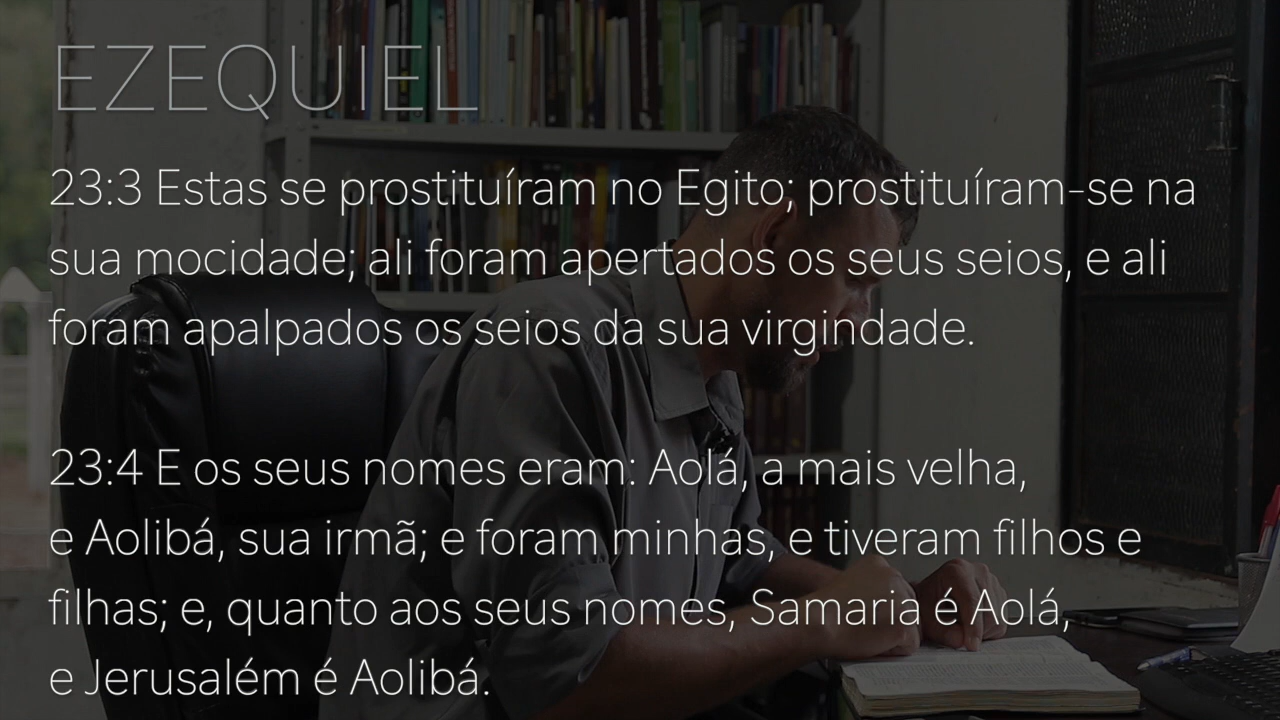 EZEQUIEL
23:3 Estas se prostituíram no Egito; prostituíram-se na
sua mocidade; ali foram apertados os seus seios, e ali
foram apalpados os seios da sua virgindade.
23:4 E os seus nomes eram: Aolá, a mais velha,
e Aolibá, sua irmã; e foram minhas, e tiveram filhos e
filhas; e, quanto aos seus nomes, Samaria é Aolá,
e Jerusalém é Aolibá.